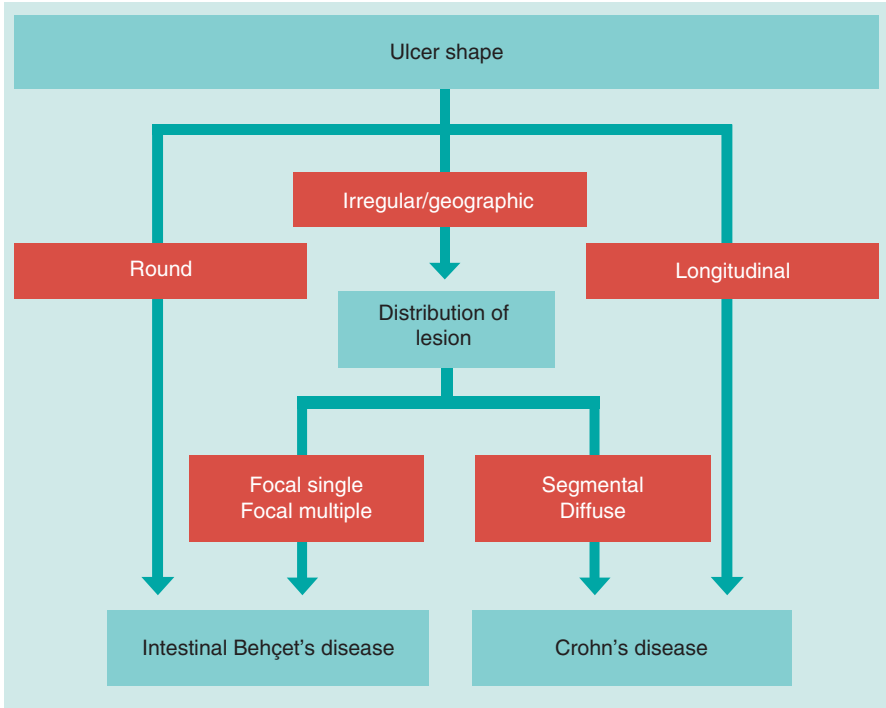 Ulcer shape
Irregular/geographic
Round
Longitudinal
Distribution of
lesion
Focal single
Focal multiple
Segmental
Diffuse
Intestinal Behçet's disease
Crohn's disease